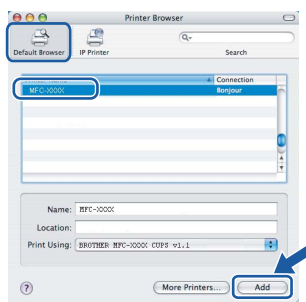 Printer Browser
Default Browser
IP Printer
Q-
Search
Connection
MFC-XXXX Bonjour
Name: MFC-XXXX
Location:
Print Using: BROTHER MFC-XXXX CUPS v1.1
?
More Printers...
Add